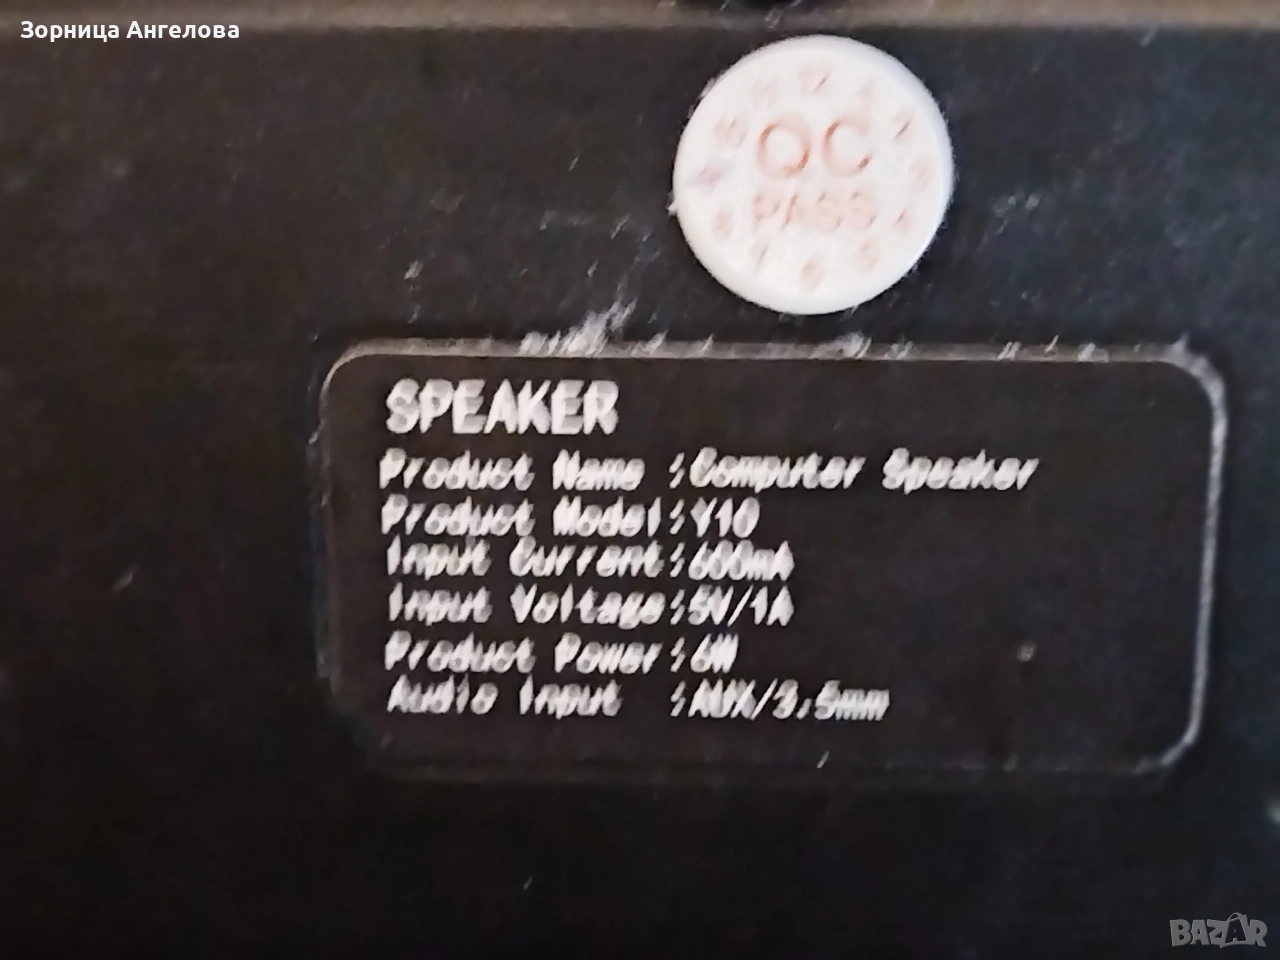 Зорница Ангелова
QC
PASS
SPEAKER
Product Name :Computer Speaker
Product Model:Y10
Input Current:600mA
Input Voltage:5V/1A
Product Power:6W
Audio Input :AUX/3.5mm
BAZAR